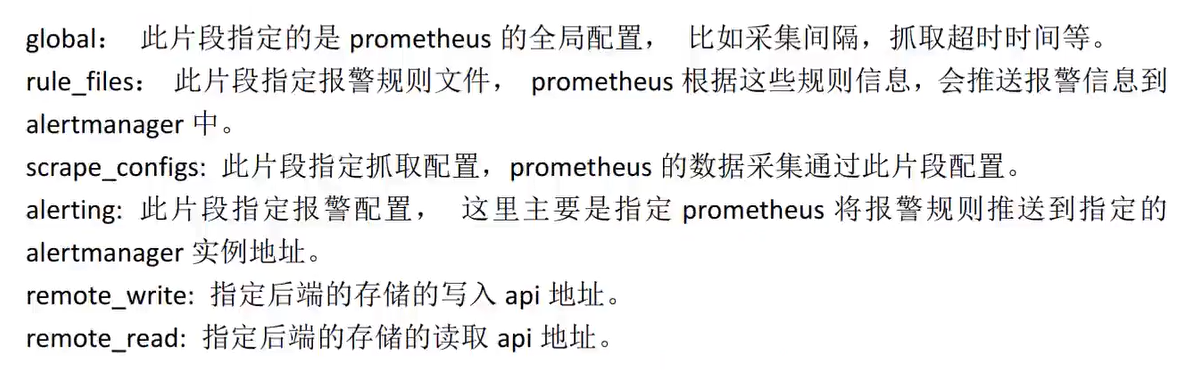 global： 此片段指定的是 prometheus 的全局配置， 比如采集间隔，抓取超时时间等。
rule_files： 此片段指定报警规则文件， prometheus 根据这些规则信息，会推送报警信息到
alertmanager 中。
scrape_configs: 此片段指定抓取配置，prometheus 的数据采集通过此片段配置。
alerting: 此片段指定报警配置， 这里主要是指定 prometheus 将报警规则推送到指定的
alertmanager 实例地址。
remote_write: 指定后端的存储的写入 api 地址。
remote_read: 指定后端的存储的读取 api 地址。